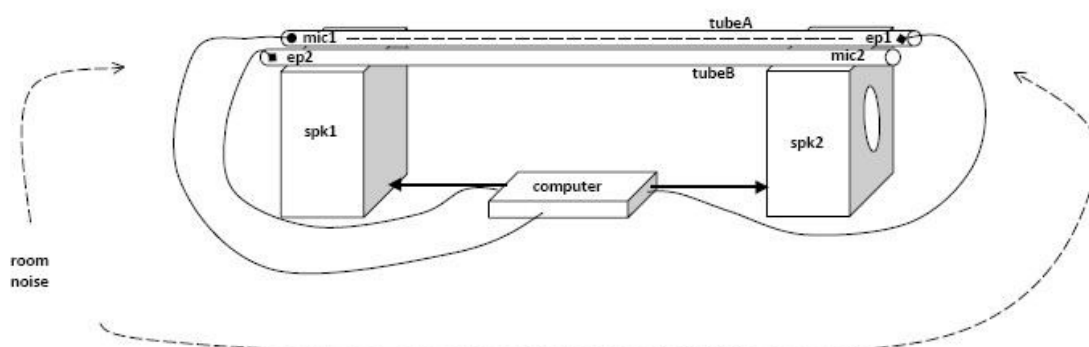 tubeA
mic1
ep1
ep2
mic2
tubeB
spk1
spk2
computer
room
noise